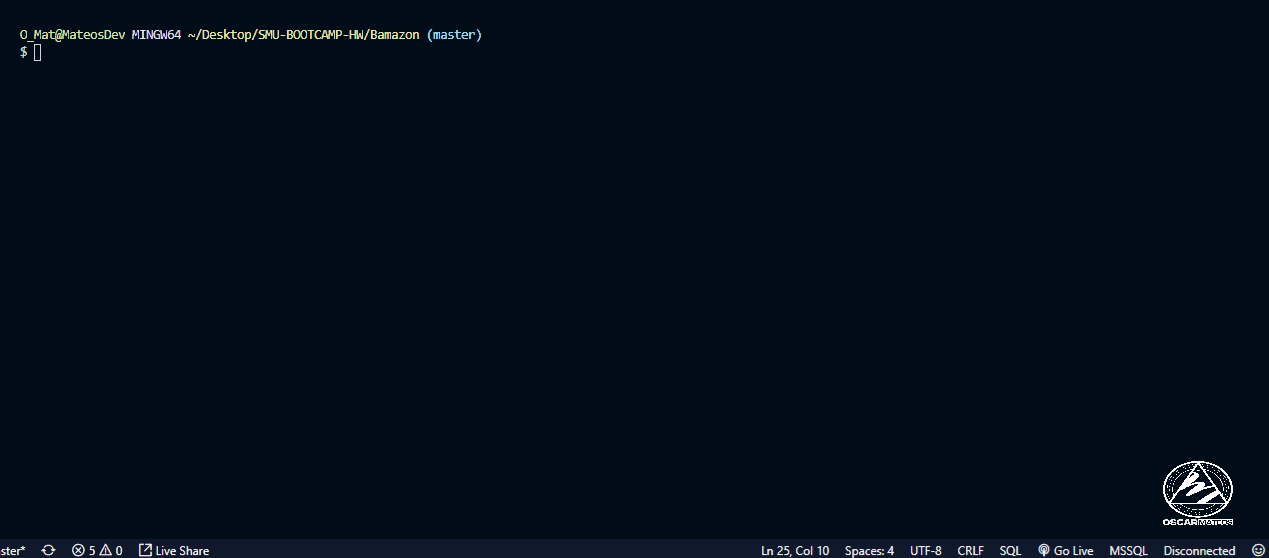 O_Mat@MateosDev MINGW64 ~/Desktop/SMU-BOOTCAMP-HW/Bamazon (master)
$
OSCAR MATEOS
ster* 5 0 Live Share Ln 25, Col 10 Spaces: 4 UTF-8 CRLF SQL Go Live MSSQL Disconnected